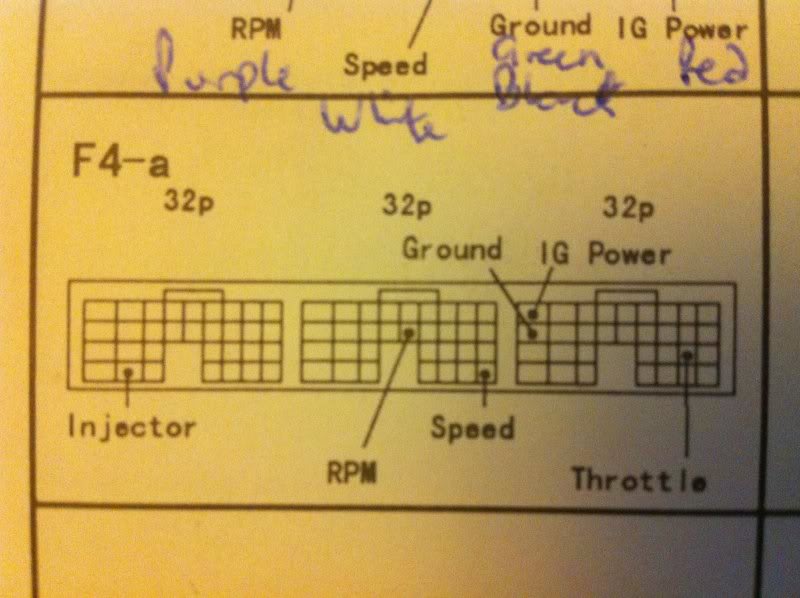 RPM
Ground IG Power
Speed
Purple
Green
Red
White
Black
F4-a
32p 32p 32p
Ground IG Power
Injector
RPM
Speed
Throttle